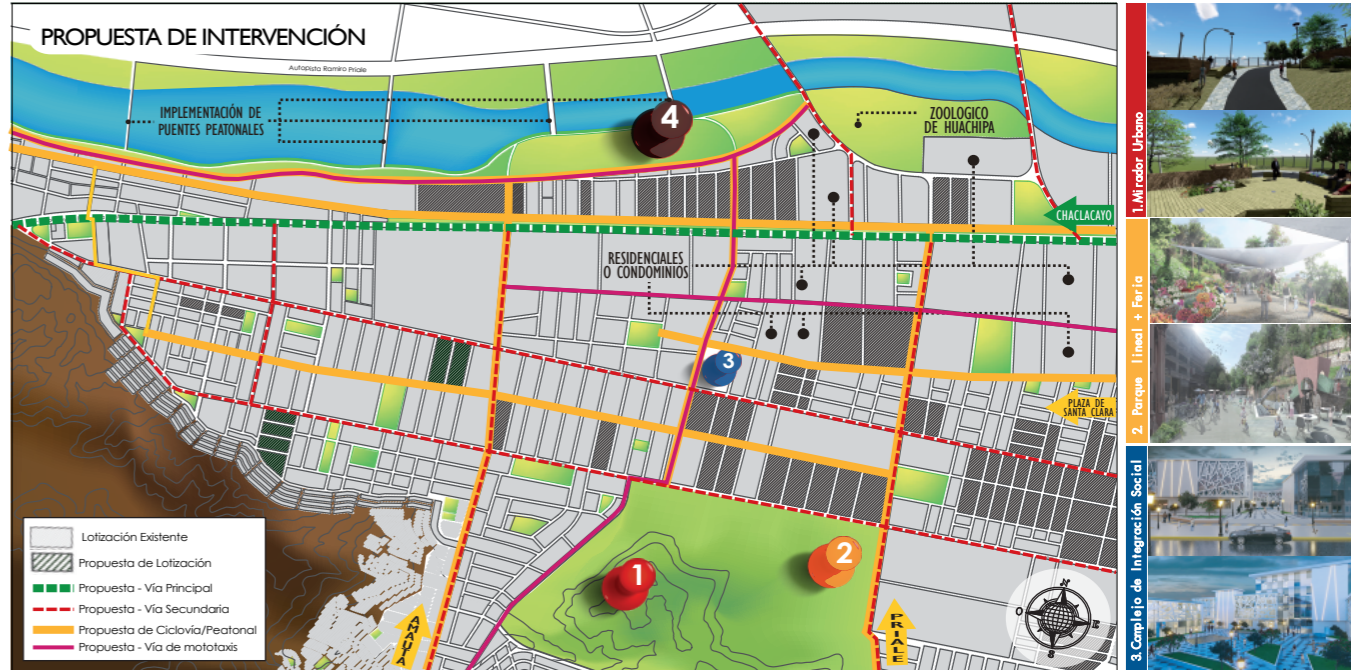 PROPUESTA DE INTERVENCIÓN
Autopista Ramiro Priale
IMPLEMENTACIÓN DE
PUENTES PEATONALES
4
ZOOLOGICO
DE HUACHIPA
CHACLACAYO
RESIDENCIALES
O CONDOMINIOS
3
PLAZA DE
SANTA CLARA
1
2
AMAUTA
PRIALE
N
O
E
S
Lotización Existente
Propuesta de Lotización
Propuesta - Vía Principal
Propuesta - Vía Secundaria
Propuesta de Ciclovía/Peatonal
Propuesta - Vía de mototaxis
1.Mirador Urbano
2. Parque lineal + Feria
3.Complejo de Integración Social